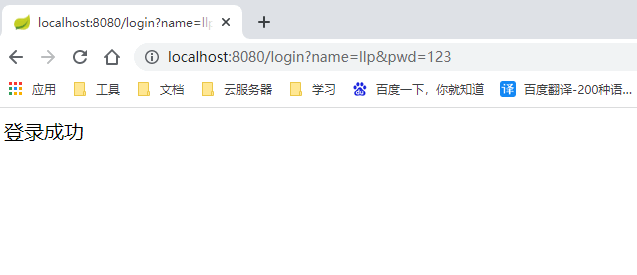 localhost:8080/login?name=llp
localhost:8080/login?name=llp&pwd=123
应用 工具 文档 云服务器 学习 百度一下，你就知道 译 百度翻译-200种语...
登录成功